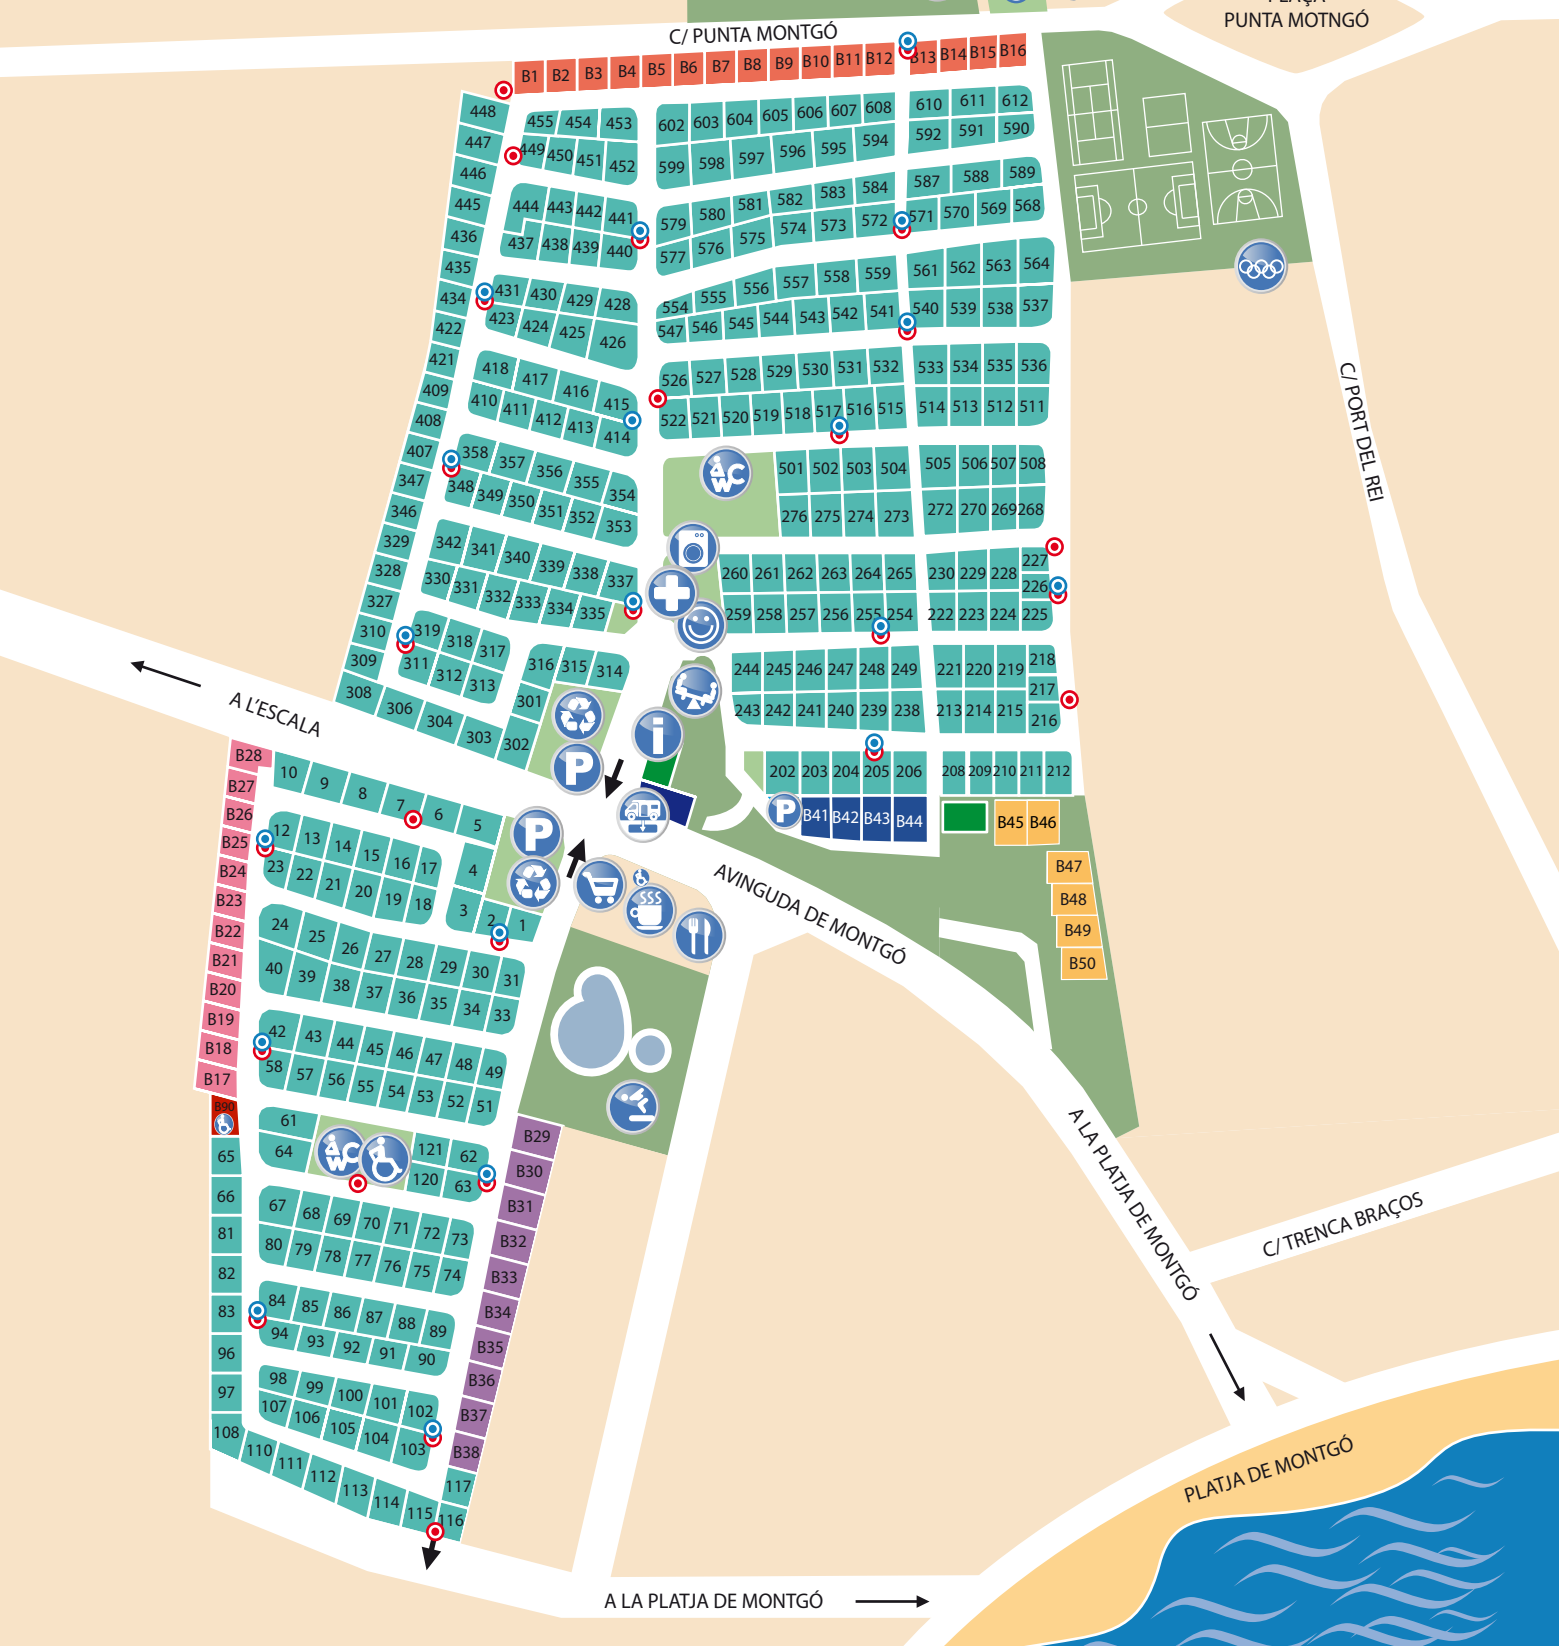 PLAÇA
PUNTA MOTNGÓ
C/ PUNTA MONTGÓ
B1 B2 B3 B4 B5 B6 B7 B8 B9 B10 B11 B12 B13 B14 B15 B16
448 455 454 453 602 603 604 605 606 607 608 610 611 612
447 449 450 451 452 599 598 597 596 595 594 592 591 590
446
445 444 443 442 441 579 580 581 582 583 584 587 588 589
436 437 438 439 440 577 576 575 574 573 572 571 570 569 568
435
434 431 430 429 428 554 555 556 557 558 559 561 562 563 564
422 423 424 425 426 547 546 545 544 543 542 541 540 539 538 537
421 418 417 416 415 526 527 528 529 530 531 532 533 534 535 536
409 410 411 412 413 414 522 521 520 519 518 517 516 515 514 513 512 511
408
407 358 357 356 355 354 WC 501 502 503 504 505 506 507 508
347 348 349 350 351 352 353 276 275 274 273 272 270 269 268
346
329 342 341 340 339 338 337 260 261 262 263 264 265 230 229 228 227
328 330 331 332 333 334 335 259 258 257 256 255 254 222 223 224 226 225
327
310 319 318 317 316 315 314 244 245 246 247 248 249 221 220 219 218
309 311 312 313 301 243 242 241 240 239 238 213 214 215 217 216
308 306 304 303 302
C/ PORT DEL REI
A L'ESCALA
P
i
202 203 204 205 206 208 209 210 211 212
P B41 B42 B43 B44 B45 B46
B47
B48
B49
B50
AVINGUDA DE MONTGÓ
B28 10 9 8 7 6 5 P
B27
B26 12 13 14 15 16 17 4
B25 23 22 21 20 19 18 3 2 1
B24
B23 24 25 26 27 28 29 30 31
B22 40 39 38 37 36 35 34 33
B21
B20
B19 42 43 44 45 46 47 48 49
B18 58 57 56 55 54 53 52 51
B17
B90 61 121 62 B29
65 64 WC 120 63 B30
66 67 68 69 70 71 72 73 B31
81 80 79 78 77 76 75 74 B32
82 B33
83 84 85 86 87 88 89 B34
96 94 93 92 91 90 B35
97 98 99 100 101 102 B36
108 107 106 105 104 103 B37
110 111 112 113 114 115 116 117 B38
A LA PLATJA DE MONTGÓ
C/ TRENCA BRAÇOS
PLATJA DE MONTGÓ
A LA PLATJA DE MONTGÓ